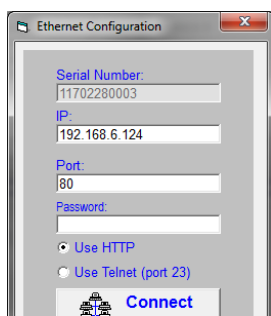 Ethernet Configuration
Serial Number:
11702280003
IP:
192.168.6.124
Port:
80
Password:
Use HTTP
Use Telnet (port 23)
Connect